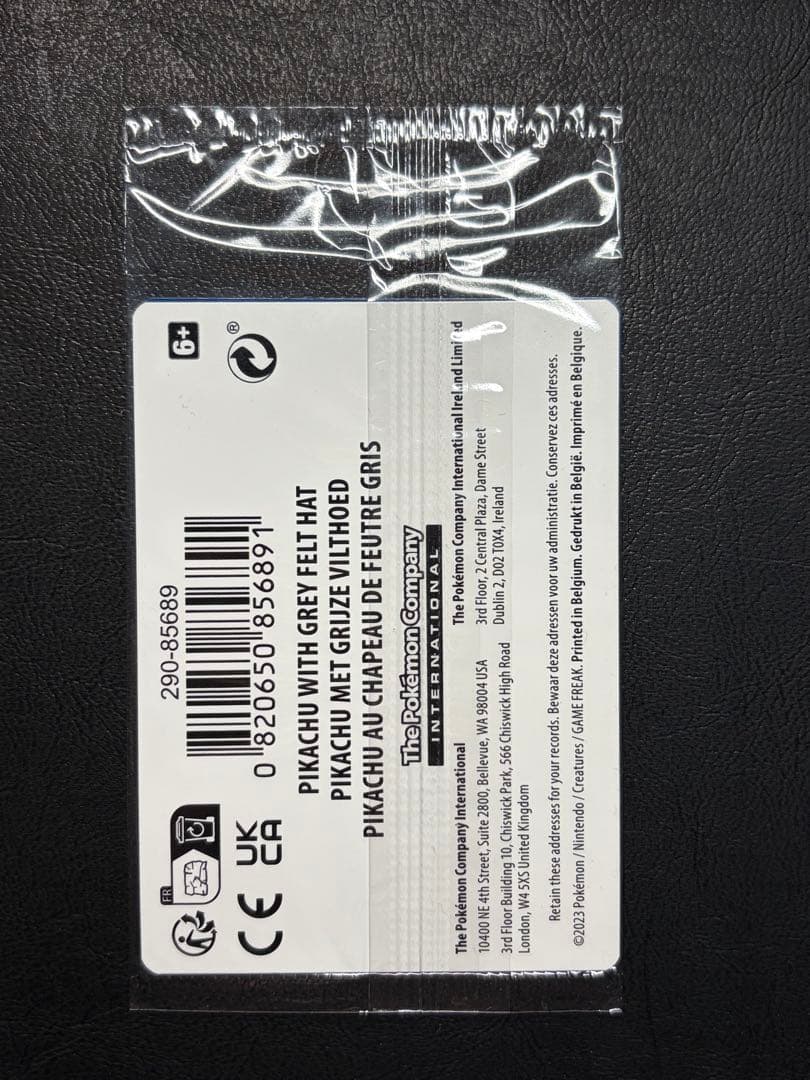 FR
CE
UK
CA
290-85689
0 820650 856891
6+
®
PIKACHU WITH GREY FELT HAT
PIKACHU MET GRIJZE VILTHOED
PIKACHU AU CHAPEAU DE FEUTRE GRIS
The Pokémon Company
INTERNATIONAL
The Pokémon Company International
10400 NE 4th Street, Suite 2800, Bellevue, WA 98004 USA
3rd Floor Building 10, Chiswick Park, 566 Chiswick High Road
London, W4 5XS United Kingdom
The Pokémon Company International Ireland Limited
3rd Floor, 2 Central Plaza, Dame Street
Dublin 2, D02 T0X4, Ireland
Retain these addresses for your records. Bewaar deze adressen voor uw administratie. Conservez ces adresses.
©2023 Pokémon / Nintendo / Creatures / GAME FREAK. Printed in Belgium. Gedrukt in België. Imprimé en Belgique.